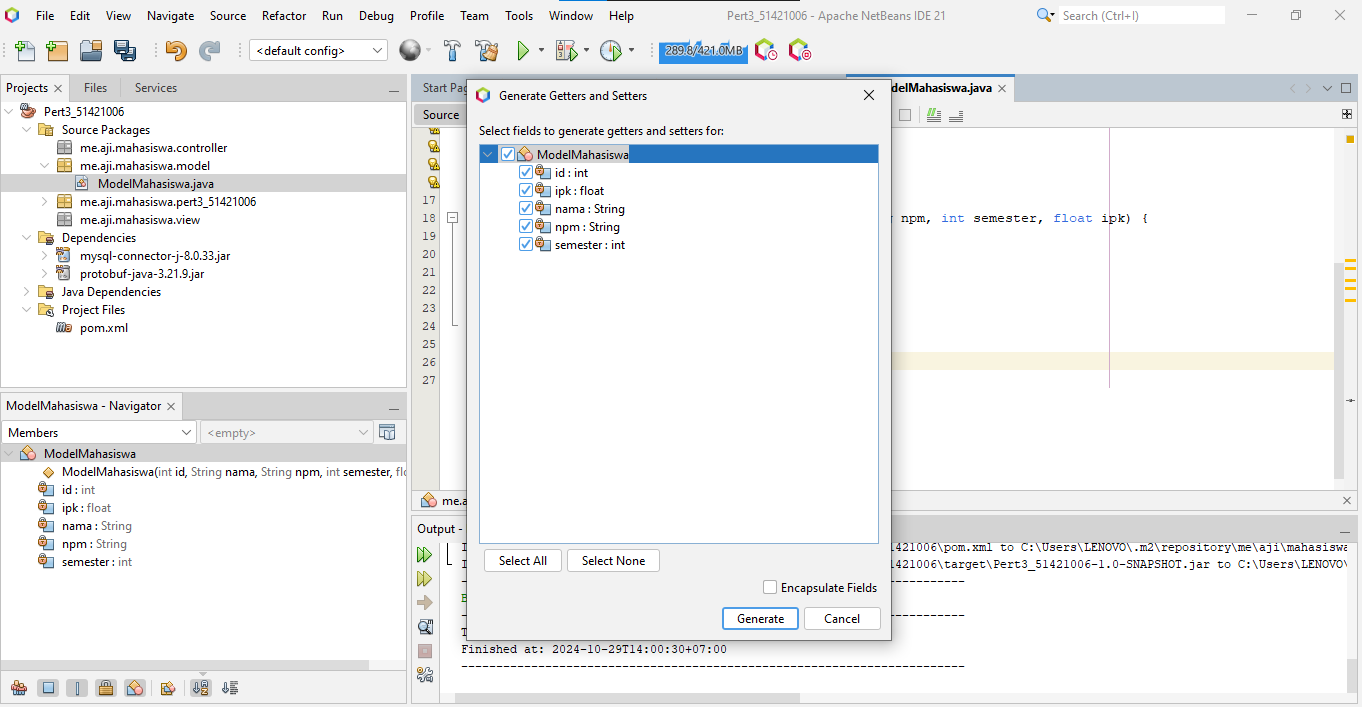 File Edit View Navigate Source Refactor Run Debug Profile Team Tools Window Help
Pert3_51421006 - Apache NetBeans IDE 21
Search (Ctrl+I)
<default config>
289.8/421.0MB
Projects Files Services
Pert3_51421006
Source Packages
me.aji.mahasiswa.controller
me.aji.mahasiswa.model
ModelMahasiswa.java
me.aji.mahasiswa.pert3_51421006
me.aji.mahasiswa.view
Dependencies
mysql-connector-j-8.0.33.jar
protobuf-java-3.21.9.jar
Java Dependencies
Project Files
pom.xml
ModelMahasiswa - Navigator
Members
<empty>
ModelMahasiswa
ModelMahasiswa(int id, String nama, String npm, int semester, flo
id : int
ipk : float
nama : String
npm : String
semester : int
Start Pag
delMahasiswa.java
Source
17
18
19
20
21
22
23
24
25
26
27
npm, int semester, float ipk) {
Generate Getters and Setters
Select fields to generate getters and setters for:
ModelMahasiswa
id : int
ipk : float
nama : String
npm : String
semester : int
Select All Select None
Encapsulate Fields
Generate Cancel
me.a
Output -
1421006\pom.xml to C:\Users\LENOVO\.m2\repository\me\aji\mahasiswa
1421006\target\Pert3_51421006-1.0-SNAPSHOT.jar to C:\Users\LENOVO\
------------------------------------------------------------------------
------------------------------------------------------------------------
Finished at: 2024-10-29T14:00:30+07:00
------------------------------------------------------------------------